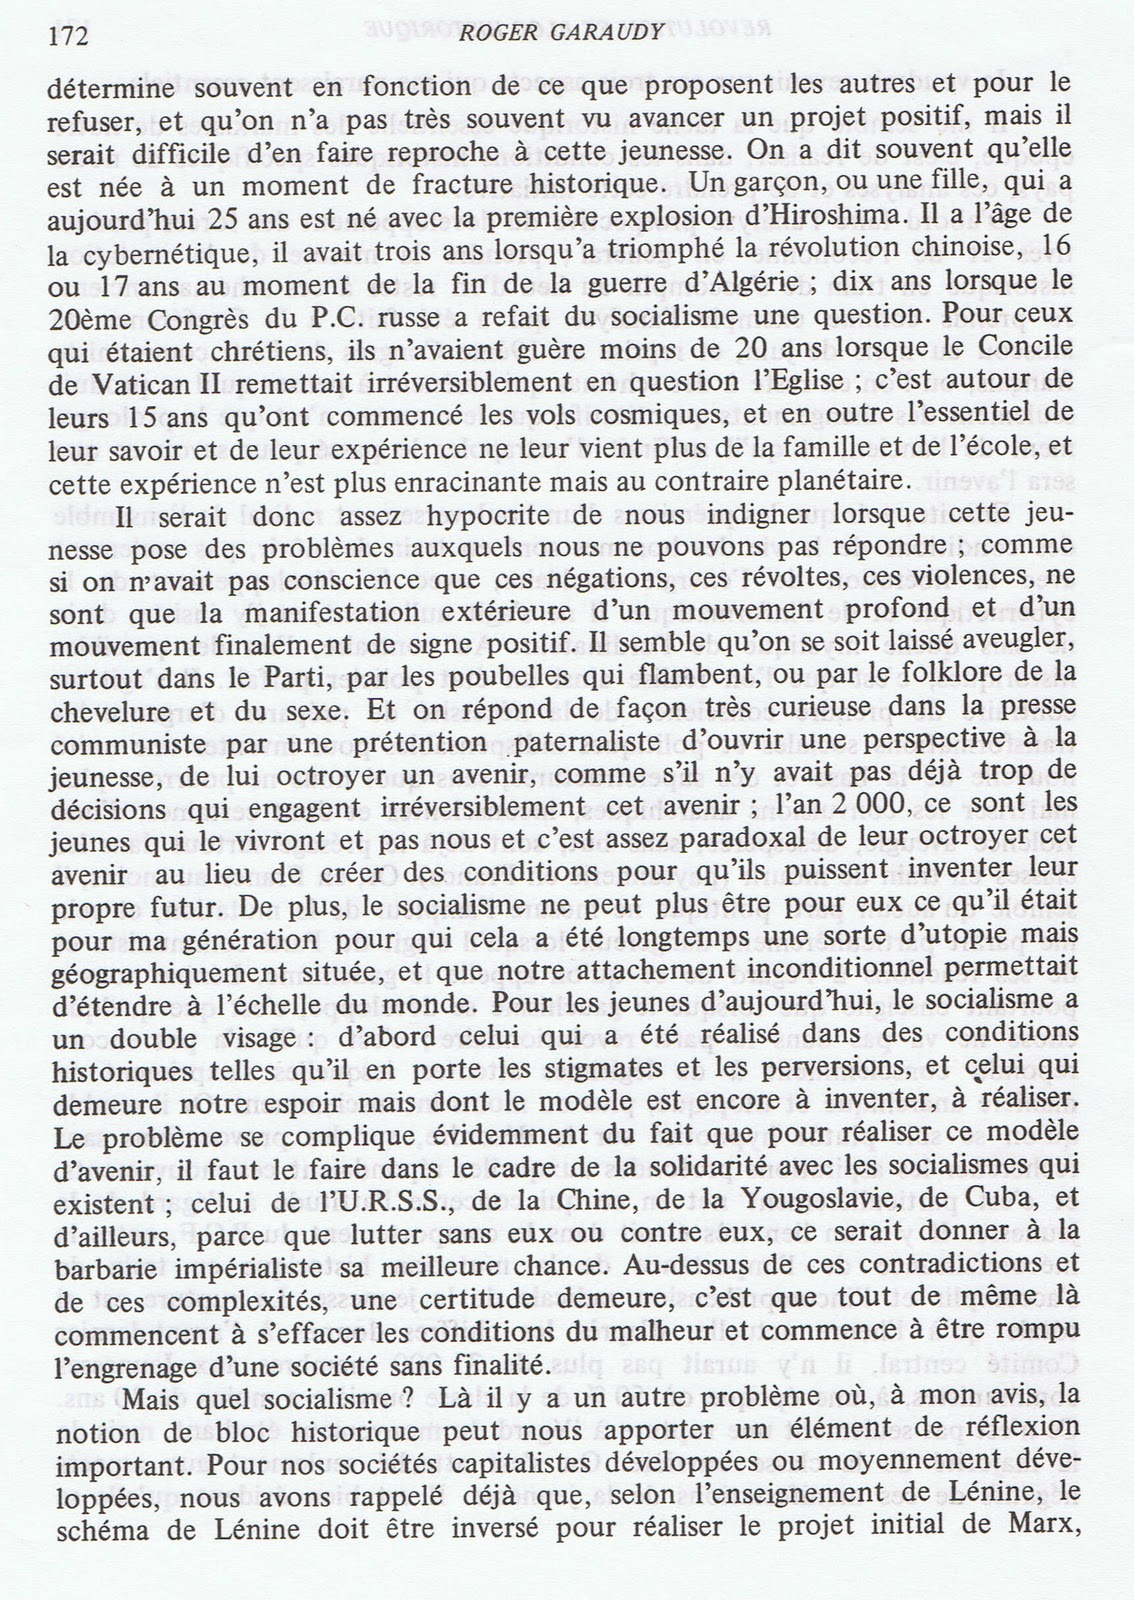 172
ROGER GARAUDY
détermine souvent en fonction de ce que proposent les autres et pour le
refuser, et qu'on n'a pas très souvent vu avancer un projet positif, mais il
serait difficile d'en faire reproche à cette jeunesse. On a dit souvent qu'elle
est née à un moment de fracture historique. Un garçon, ou une fille, qui a
aujourd'hui 25 ans est né avec la première explosion d'Hiroshima. Il a l'âge de
la cybernétique, il avait trois ans lorsqu'a triomphé la révolution chinoise, 16
ou 17 ans au moment de la fin de la guerre d'Algérie ; dix ans lorsque le
20ème Congrès du P.C. russe a refait du socialisme une question. Pour ceux
qui étaient chrétiens, ils n'avaient guère moins de 20 ans lorsque le Concile
de Vatican II remettait irréversiblement en question l'Eglise ; c'est autour de
leurs 15 ans qu'ont commencé les vols cosmiques, et en outre l'essentiel de
leur savoir et de leur expérience ne leur vient plus de la famille et de l'école, et
cette expérience n'est plus enracinante mais au contraire planétaire.
Il serait donc assez hypocrite de nous indigner lorsque cette jeu-
nesse pose des problèmes auxquels nous ne pouvons pas répondre ; comme
si on n'avait pas conscience que ces négations, ces révoltes, ces violences, ne
sont que la manifestation extérieure d'un mouvement profond et d'un
mouvement finalement de signe positif. Il semble qu'on se soit laissé aveugler,
surtout dans le Parti, par les poubelles qui flambent, ou par le folklore de la
chevelure et du sexe. Et on répond de façon très curieuse dans la presse
communiste par une prétention paternaliste d'ouvrir une perspective à la
jeunesse, de lui octroyer un avenir, comme s'il n'y avait pas déjà trop de
décisions qui engagent irréversiblement cet avenir ; l'an 2 000, ce sont les
jeunes qui le vivront et pas nous et c'est assez paradoxal de leur octroyer cet
avenir au lieu de créer des conditions pour qu'ils puissent inventer leur
propre futur. De plus, le socialisme ne peut plus être pour eux ce qu'il était
pour ma génération pour qui cela a été longtemps une sorte d'utopie mais
géographiquement située, et que notre attachement inconditionnel permettait
d'étendre à l'échelle du monde. Pour les jeunes d'aujourd'hui, le socialisme a
un double visage : d'abord celui qui a été réalisé dans des conditions
historiques telles qu'il en porte les stigmates et les perversions, et celui qui
demeure notre espoir mais dont le modèle est encore à inventer, à réaliser.
Le problème se complique évidemment du fait que pour réaliser ce modèle
d'avenir, il faut le faire dans le cadre de la solidarité avec les socialismes qui
existent ; celui de l'U.R.S.S., de la Chine, de la Yougoslavie, de Cuba, et
d'ailleurs, parce que lutter sans eux ou contre eux, ce serait donner à la
barbarie impérialiste sa meilleure chance. Au-dessus de ces contradictions et
de ces complexités, une certitude demeure, c'est que tout de même là
commencent à s'effacer les conditions du malheur et commence à être rompu
l'engrenage d'une société sans finalité.
Mais quel socialisme ? Là il y a un autre problème où, à mon avis, la
notion de bloc historique peut nous apporter un élément de réflexion
important. Pour nos sociétés capitalistes développées ou moyennement déve-
loppées, nous avons rappelé déjà que, selon l'enseignement de Lénine, le
schéma de Lénine doit être inversé pour réaliser le projet initial de Marx,